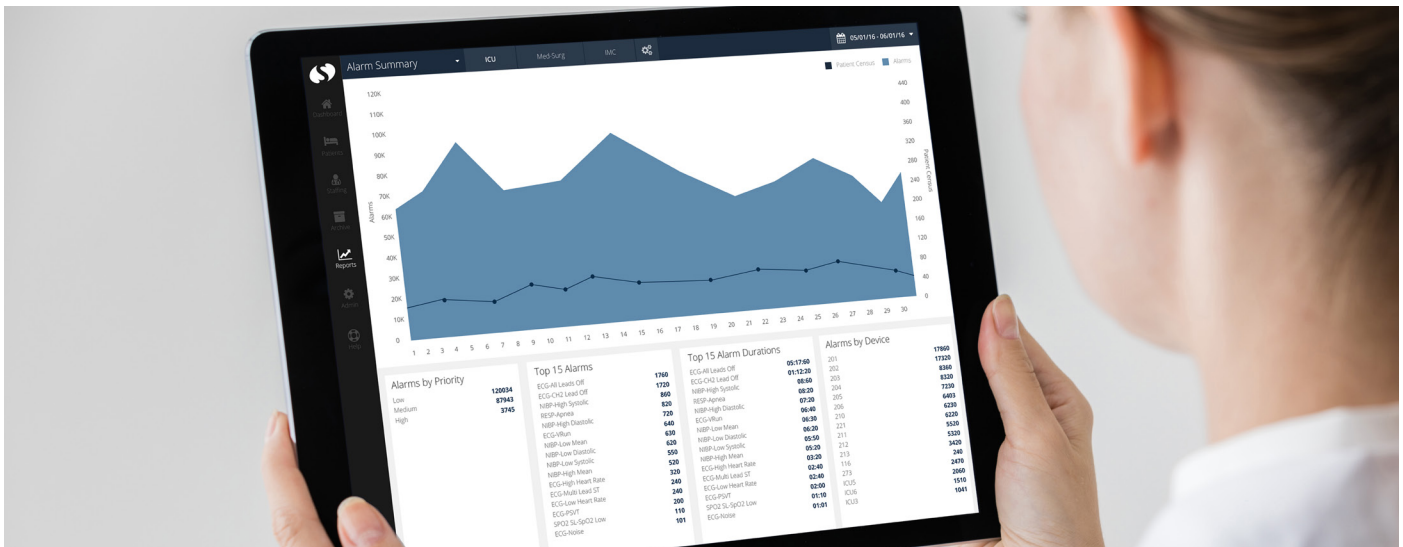 Alarm Summary
ICU
Med-Surg
IMC
05/01/16 - 06/01/16
Dashboard
Patients
Staffing
Archive
Reports
Admin
Help
Patient Census
Alarms
120K
110K
100K
90K
80K
70K
60K
50K
40K
30K
20K
10K
0
Alarms
440
400
360
320
280
240
200
160
120
80
40
0
Patient Census
1 2 3 4 5 6 7 8 9 10 11 12 13 14 15 16 17 18 19 20 21 22 23 24 25 26 27 28 29 30
Alarms by Priority
Low 120034
Medium 87943
High 3745
Top 15 Alarms
ECG-All Leads Off 1760
ECG-CH2 Lead Off 1720
NIBP-High Systolic 860
RESP-Apnea 820
NIBP-High Diastolic 720
ECG-VRun 640
NIBP-Low Mean 630
NIBP-Low Diastolic 620
NIBP-Low Systolic 550
NIBP-High Mean 520
ECG-High Heart Rate 320
ECG-Multi Lead ST 240
ECG-Low Heart Rate 240
ECG-PSVT 200
SPO2 SL-SpO2 Low 110
ECG-Noise 101
Top 15 Alarm Durations
ECG-All Leads Off 05:17:60
ECG-CH2 Lead Off 01:12:20
NIBP-High Systolic 08:60
RESP-Apnea 08:20
NIBP-High Diastolic 07:20
ECG-VRun 06:40
NIBP-Low Mean 06:30
NIBP-Low Diastolic 06:20
NIBP-Low Systolic 05:50
NIBP-High Mean 05:20
ECG-High Heart Rate 03:20
ECG-Multi Lead ST 02:40
ECG-Low Heart Rate 02:40
ECG-PSVT 02:00
SPO2 SL-SpO2 Low 01:10
ECG-Noise 01:01
Alarms by Device
201 17860
202 17320
203 8360
204 8320
205 7230
206 6403
210 6230
221 6220
211 5520
212 5320
213 3420
116 240
273 2470
ICU5 2060
ICU6 1510
ICU3 1041